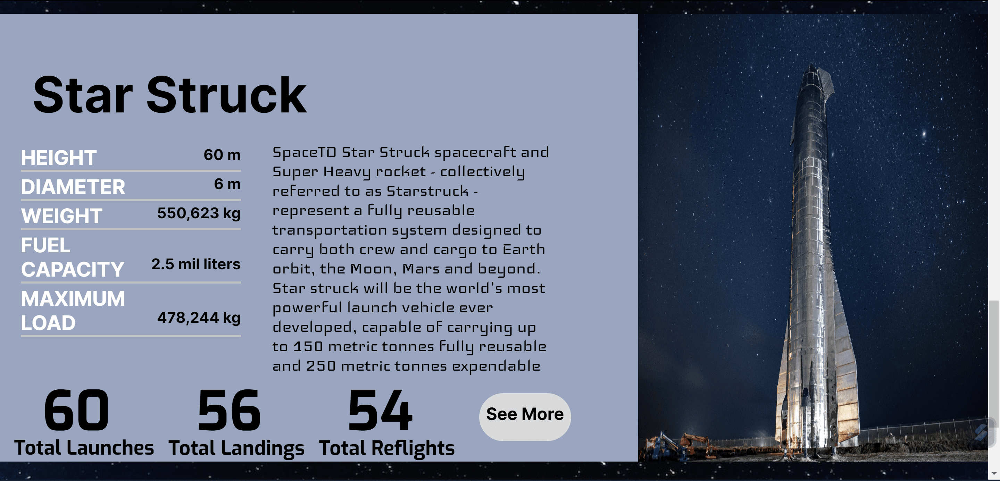 Star Struck
HEIGHT 60 m
DIAMETER 6 m
WEIGHT 550,623 kg
FUEL
CAPACITY 2.5 mil liters
MAXIMUM
LOAD 478,244 kg
SpaceTD Star Struck spacecraft and
Super Heavy rocket - collectively
referred to as Starstruck -
represent a fully reusable
transportation system designed to
carry both crew and cargo to Earth
orbit, the Moon, Mars and beyond.
Star struck will be the world's most
powerful launch vehicle ever
developed, capable of carrying up
to 150 metric tonnes fully reusable
and 250 metric tonnes expendable
60 56 54
Total Launches Total Landings Total Reflights
See More